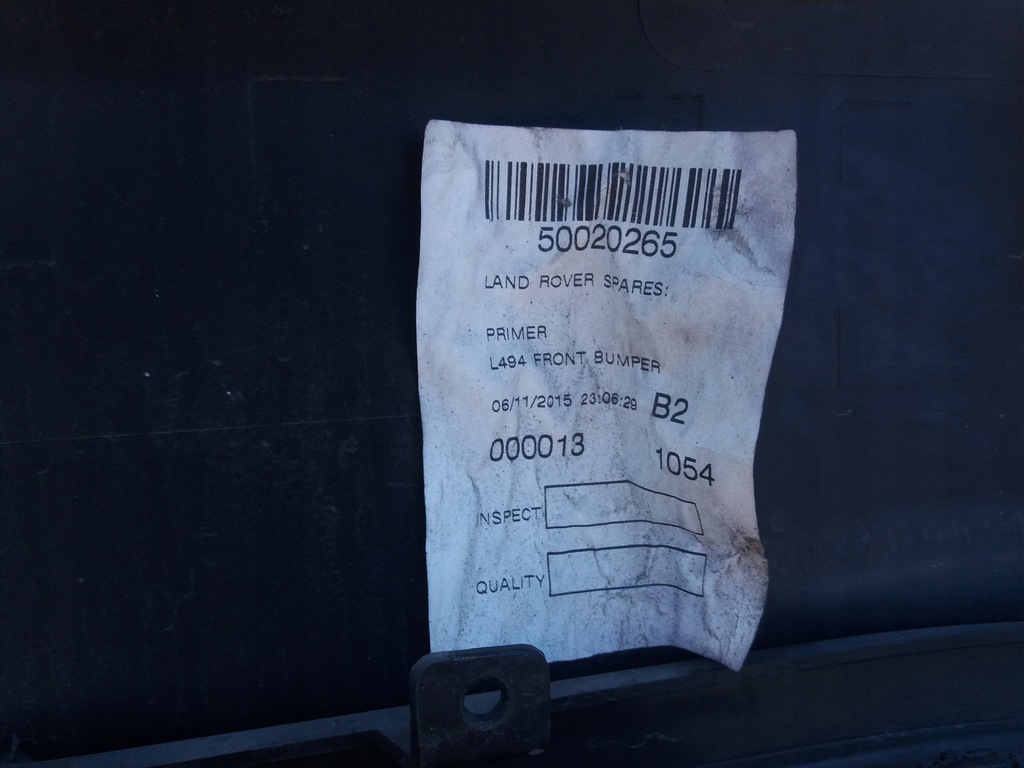 50020265
LAND ROVER SPARES:
PRIMER
L494 FRONT BUMPER
06/11/2015 23:06:29 B2
000013 1054
INSPECT
QUALITY